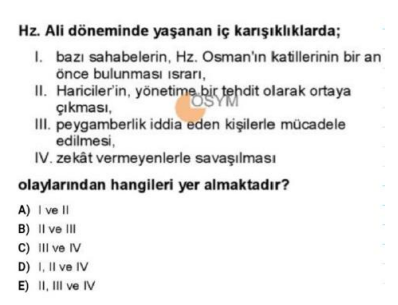 Hz. Ali döneminde yaşanan iç karışıklıklarda;
I. bazı sahabelerin, Hz. Osman'ın katillerinin bir an
önce bulunması ısrarı,
II. Hariciler'in, yönetime bir tehdit olarak ortaya
çıkması,
ÖSYM
III. peygamberlik iddia eden kişilerle mücadele
edilmesi,
IV. zekât vermeyenlerle savaşılması
olaylarından hangileri yer almaktadır?
A) I ve II
B) II ve III
C) III ve IV
D) I, II ve IV
E) II, III ve IV